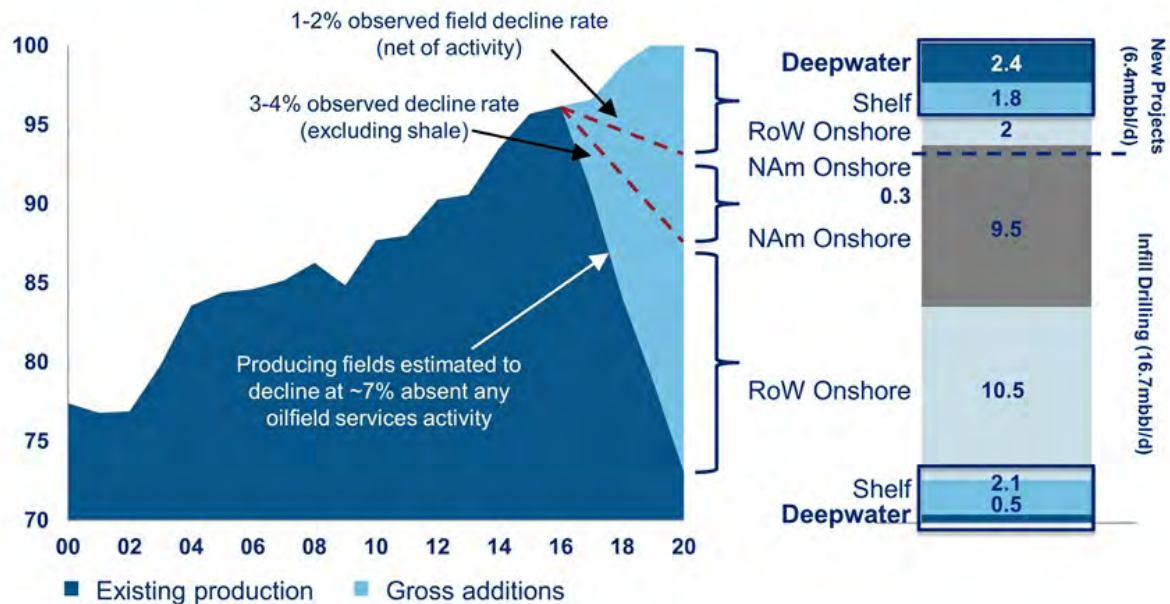 1-2% observed field decline rate
(net of activity)
3-4% observed decline rate
(excluding shale)
Producing fields estimated to
decline at ~7% absent any
oilfield services activity
100
95
90
85
80
75
70
00 02 04 06 08 10 12 14 16 18 20
Existing production Gross additions
Deepwater 2.4
Shelf 1.8
RoW Onshore 2
NAm Onshore
0.3
NAm Onshore 9.5
RoW Onshore 10.5
Shelf 2.1
Deepwater 0.5
New Projects
(6.4mbbl/d)
Infill Drilling (16.7mbbl/d)